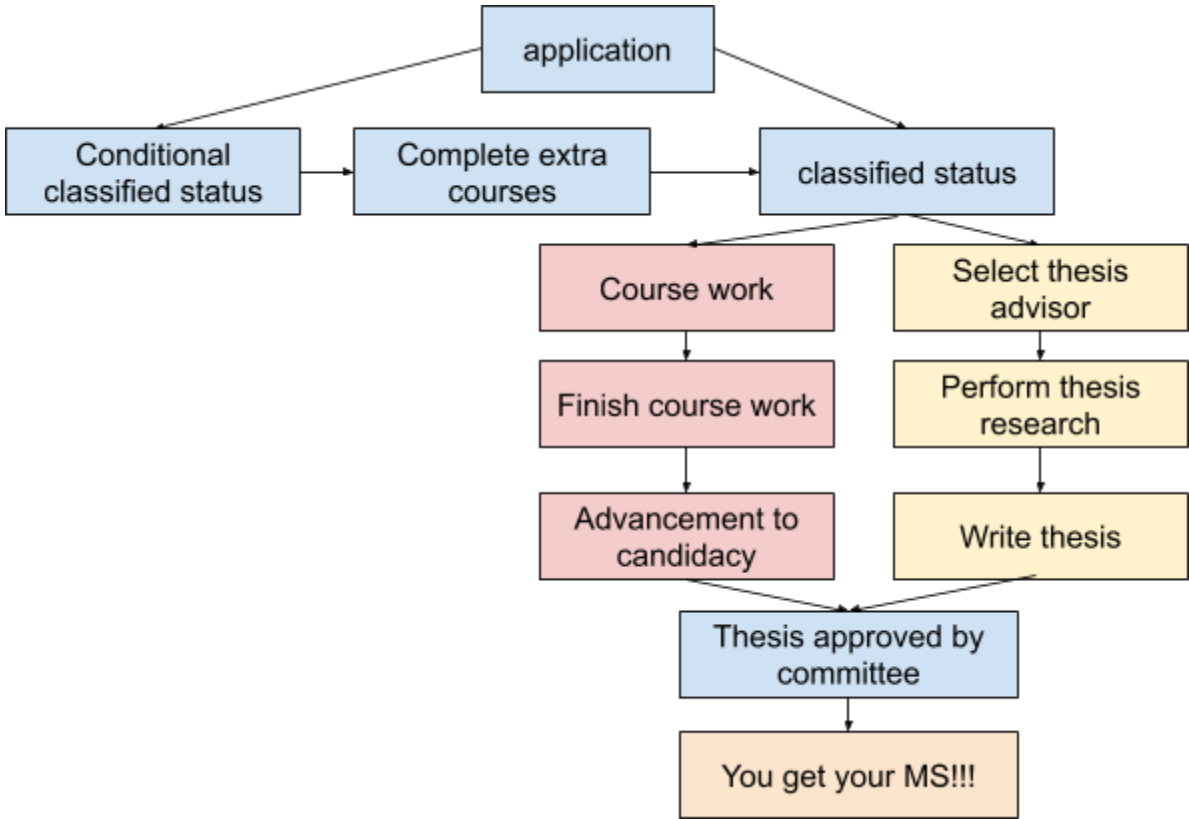 application
Conditional
classified status
Complete extra
courses
classified status
Course work
Select thesis
advisor
Finish course work
Perform thesis
research
Advancement to
candidacy
Write thesis
Thesis approved by
committee
You get your MS!!!